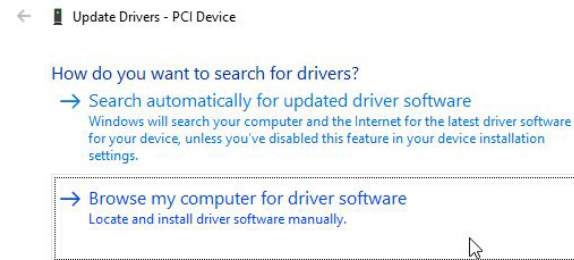 Update Drivers - PCI Device
How do you want to search for drivers?
Search automatically for updated driver software
Windows will search your computer and the Internet for the latest driver software
for your device, unless you've disabled this feature in your device installation
settings.
Browse my computer for driver software
Locate and install driver software manually.